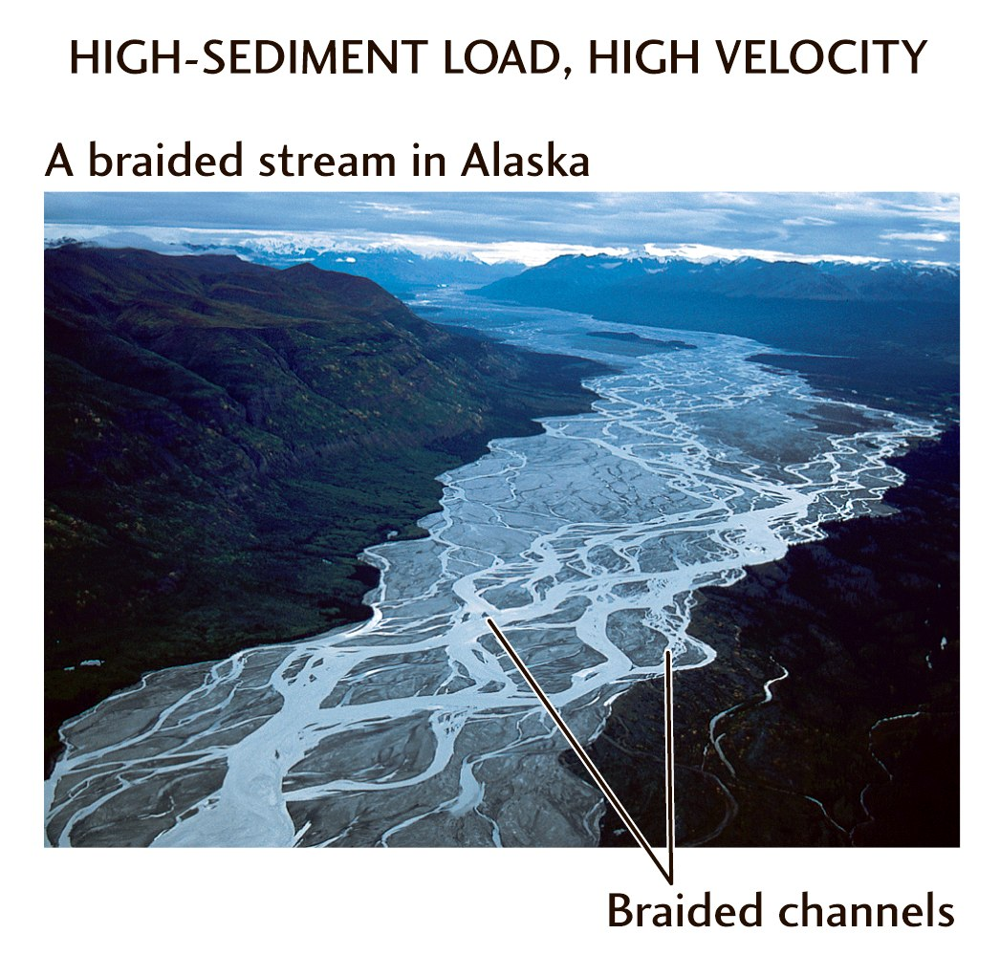 HIGH-SEDIMENT LOAD, HIGH VELOCITY
A braided stream in Alaska
Braided channels